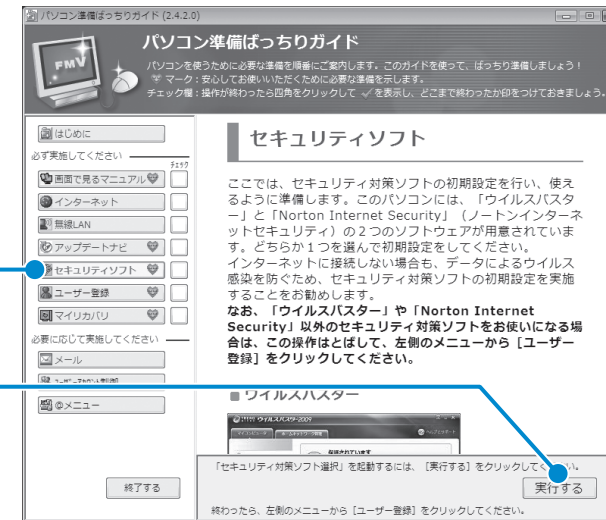 パソコン準備ばっちりガイド (2.4.2.0)
FMV
パソコン準備ばっちりガイド
パソコンを使うために必要な準備を順番にご案内します。このガイドを使って、ばっちり準備しましょう！
マーク：安心してお使いいただくために必要な準備を示します。
チェック欄：操作が終わったら四角をクリックして ✓ を表示し、どこまで終わったか印をつけておきましょう。
はじめに
必ず実施してください
チェック
画面で見るマニュアル
インターネット
無線LAN
アップデートナビ
セキュリティソフト
ユーザー登録
マイリカバリ
必要に応じて実施してください
メール
ユーザーアカウント制御
@メニュー
終了する
セキュリティソフト
ここでは、セキュリティ対策ソフトの初期設定を行い、使え
るように準備します。このパソコンには、「ウイルスバスタ
ー」と「Norton Internet Security」（ノートンインターネ
ットセキュリティ）の２つのソフトウェアが用意されていま
す。どちらか１つを選んで初期設定をしてください。
インターネットに接続しない場合も、データによるウイルス
感染を防ぐため、セキュリティソフトの初期設定を実施
することをお勧めします。
なお、「ウイルスバスター」や「Norton Internet
Security」以外のセキュリティ対策ソフトをお使いになる場
合は、この操作はとばして、左側のメニューから［ユーザー
登録］をクリックしてください。
■ ウイルスバスター
ウイルスバスター2009
保護されています
「セキュリティ対策ソフト選択」を起動するには、［実行する］をクリックしてく
い。
実行する
終わったら、左側のメニューから［ユーザー登録］をクリックしてください。